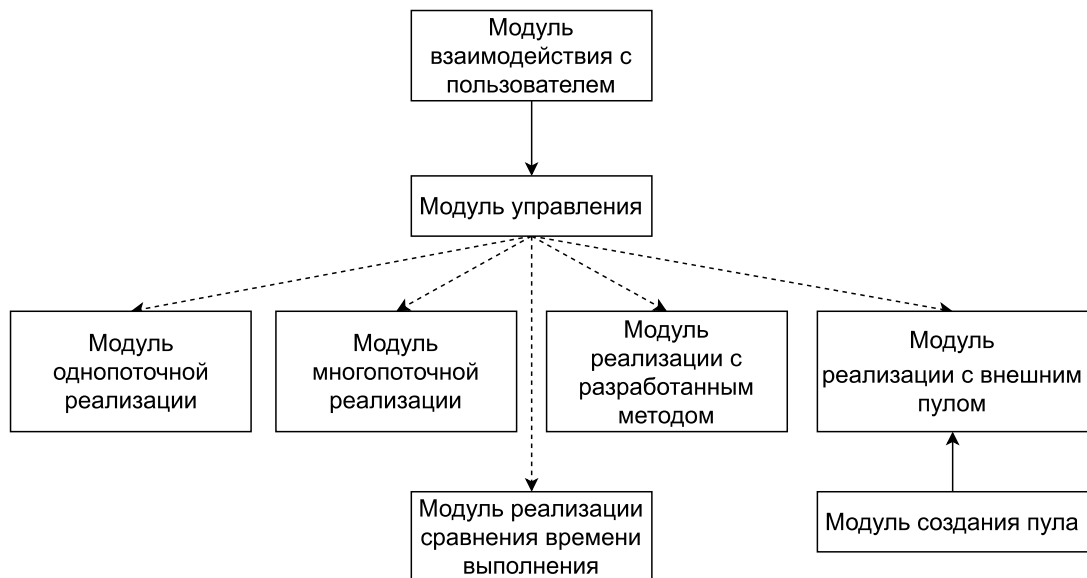 Модуль
взаимодействия с
пользователем
Модуль управления
Модуль
однопоточной
реализации
Модуль
многопоточной
реализации
Модуль
реализации с
разработанным
методом
Модуль
реализации с внешним
пулом
Модуль реализации
сравнения времени
выполнения
Модуль создания пула